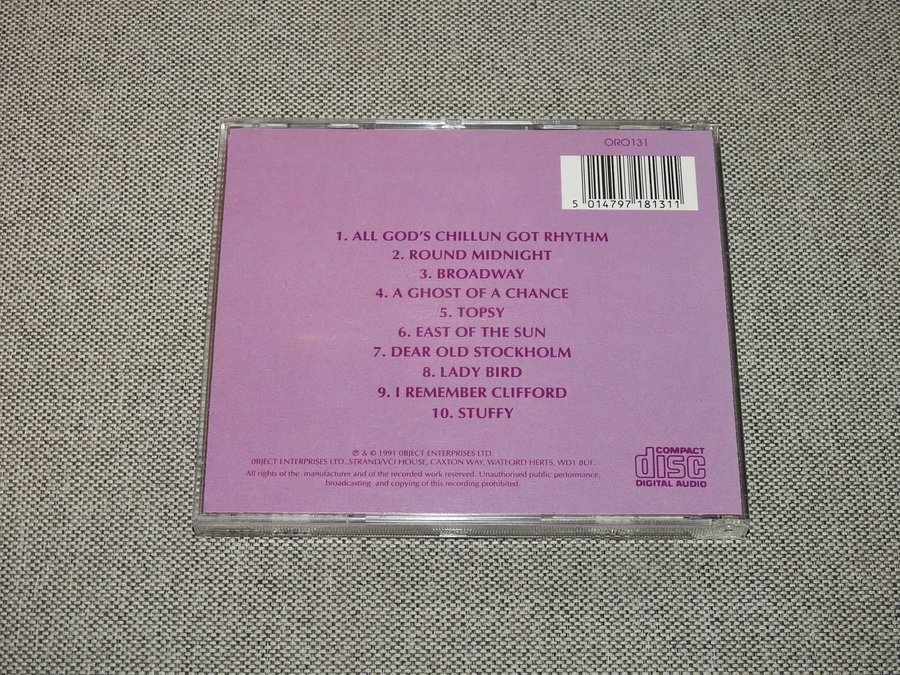 ORO131
5 014797 181311
1. ALL GOD'S CHILLUN GOT RHYTHM
2. ROUND MIDNIGHT
3. BROADWAY
4. A GHOST OF A CHANCE
5. TOPSY
6. EAST OF THE SUN
7. DEAR OLD STOCKHOLM
8. LADY BIRD
9. I REMEMBER CLIFFORD
10. STUFFY
℗ & © 1991 0BJECT ENTERPRISES LTD.
0BJECT ENTERPRISES LTD.,STRAND/VCI HOUSE, CAXTON WAY, WATFORD HERTS, WD1 8UF.
All rights of the manufacturer and of the recorded work reserved. Unauthorised public performance,
broadcasting and copying of this recording prohibited.
COMPACT
disc
DIGITAL AUDIO